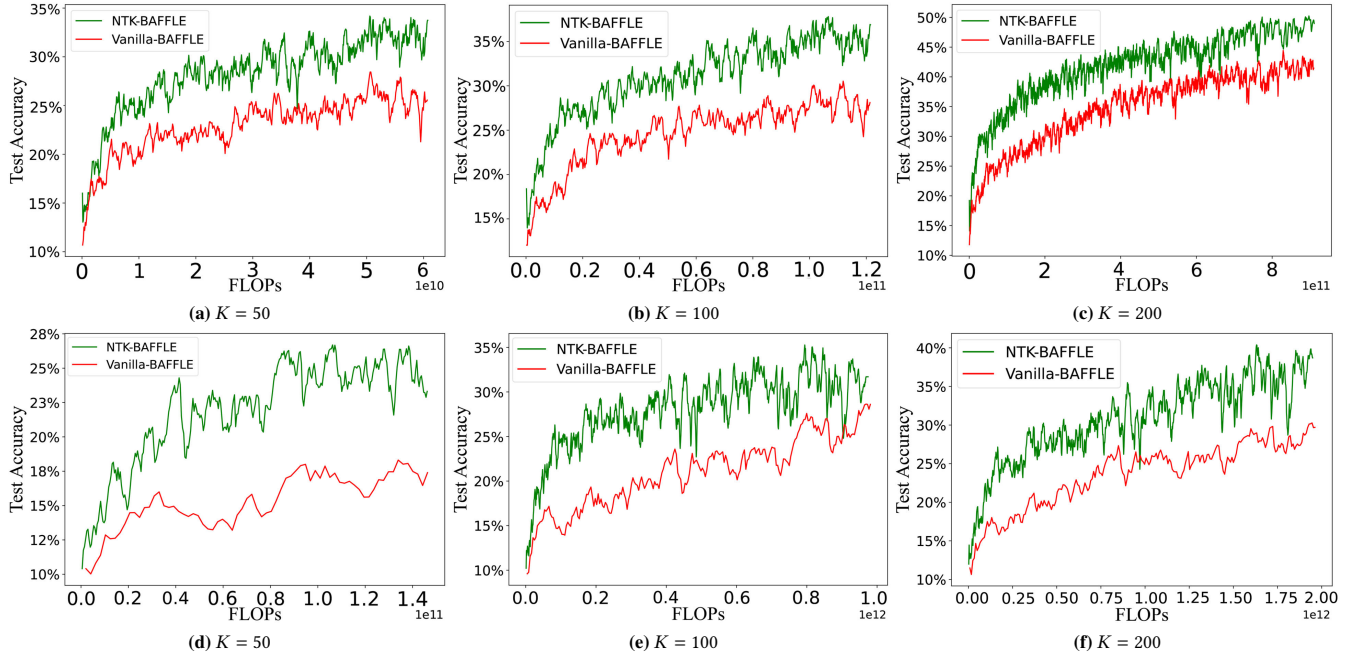 35%
30%
25%
20%
15%
10%
Test Accuracy
NTK-BAFFLE
Vanilla-BAFFLE
0 1 2 3 4 5 6
FLOPs
1e10
(a) K = 50
35%
30%
25%
20%
15%
Test Accuracy
NTK-BAFFLE
Vanilla-BAFFLE
0.0 0.2 0.4 0.6 0.8 1.0 1.2
FLOPs
1e11
(b) K = 100
50%
45%
40%
35%
30%
25%
20%
15%
10%
Test Accuracy
NTK-BAFFLE
Vanilla-BAFFLE
0 2 4 6 8
FLOPs
1e11
(c) K = 200
28%
25%
23%
20%
18%
15%
12%
10%
Test Accuracy
NTK-BAFFLE
Vanilla-BAFFLE
0.0 0.2 0.4 0.6 0.8 1.0 1.2 1.4
FLOPs
1e11
(d) K = 50
35%
30%
25%
20%
15%
10%
Test Accuracy
NTK-BAFFLE
Vanilla-BAFFLE
0.0 0.2 0.4 0.6 0.8 1.0
FLOPs
1e12
(e) K = 100
40%
35%
30%
25%
20%
15%
10%
Test Accuracy
NTK-BAFFLE
Vanilla-BAFFLE
0.00 0.25 0.50 0.75 1.00 1.25 1.50 1.75 2.00
FLOPs
1e12
(f) K = 200